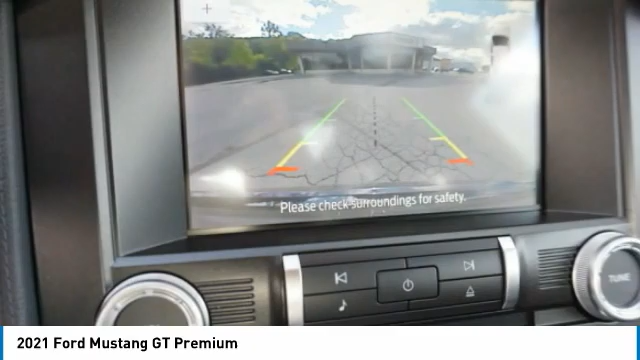 Please check surroundings for safety.
TUNE
2021 Ford Mustang GT Premium